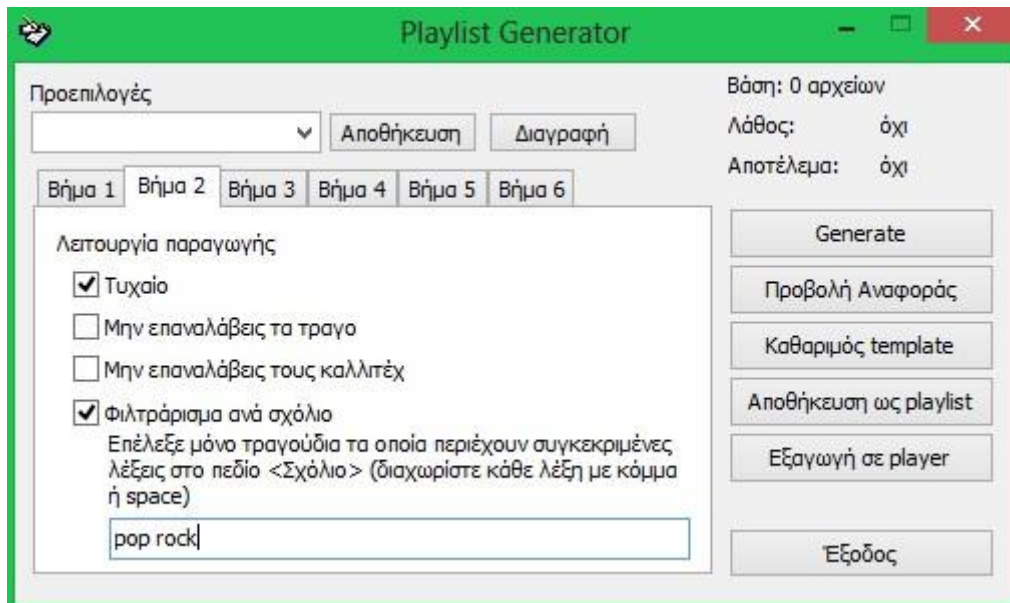 Playlist Generator
Προεπιλογές
Αποθήκευση
Διαγραφή
Βάση: 0 αρχείων
Λάθος: όχι
Αποτέλεμα: όχι
Βήμα 1
Βήμα 2
Βήμα 3
Βήμα 4
Βήμα 5
Βήμα 6
Λειτουργία παραγωγής
Τυχαίο
Μην επαναλάβεις τα τραγο
Μην επαναλάβεις τους καλλιτέχ
Φιλτράρισμα ανά σχόλιο
Επέλεξε μόνο τραγούδια τα οποία περιέχουν συγκεκριμένες
λέξεις στο πεδίο <Σχόλιο> (διαχωρίστε κάθε λέξη με κόμμα
ή space)
pop rock
Generate
Προβολή Αναφοράς
Καθαριμός template
Αποθήκευση ως playlist
Εξαγωγή σε player
Έξοδος